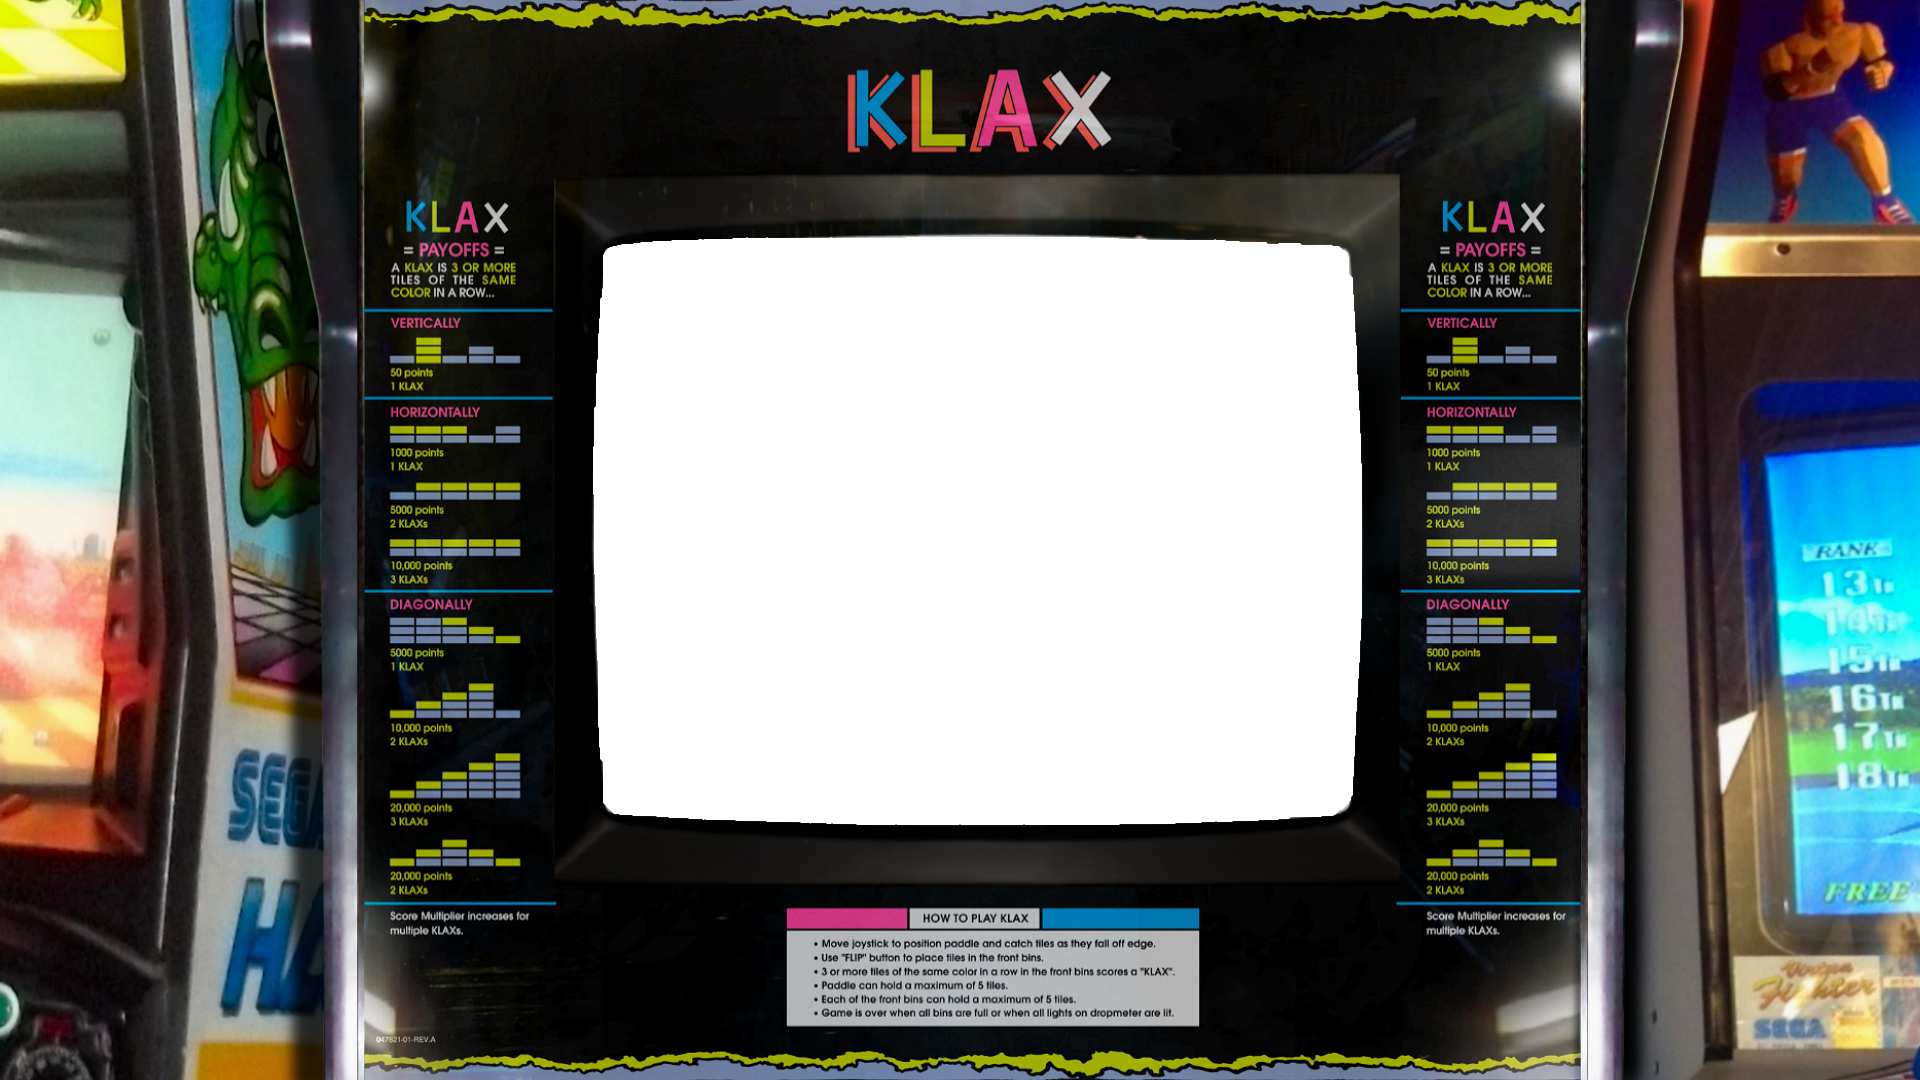 KLAX
KLAX
= PAYOFFS =
A KLAX IS 3 OR MORE
TILES OF THE SAME
COLOR IN A ROW...
VERTICALLY
50 points
1 KLAX
HORIZONTALLY
1000 points
1 KLAX
5000 points
2 KLAXs
10,000 points
3 KLAXs
DIAGONALLY
5000 points
1 KLAX
10,000 points
2 KLAXs
20,000 points
3 KLAXs
20,000 points
2 KLAXs
Score Multiplier increases for
multiple KLAXs.
047821-01-REV.A
KLAX
= PAYOFFS =
A KLAX IS 3 OR MORE
TILES OF THE SAME
COLOR IN A ROW...
VERTICALLY
50 points
1 KLAX
HORIZONTALLY
1000 points
1 KLAX
5000 points
2 KLAXs
10,000 points
3 KLAXs
DIAGONALLY
5000 points
1 KLAX
10,000 points
2 KLAXs
20,000 points
3 KLAXs
20,000 points
2 KLAXs
Score Multiplier increases for
multiple KLAXs.
HOW TO PLAY KLAX
• Move joystick to position paddle and catch tiles as they fall off edge.
• Use "FLIP" button to place tiles in the front bins.
• 3 or more tiles of the same color in a row in the front bins scores a "KLAX".
• Paddle can hold a maximum of 5 tiles.
• Each of the front bins can hold a maximum of 5 tiles.
• Game is over when all bins are full or when all lights on dropmeter are lit.
SEGA
RANK
13TH
14TH
15TH
16TH
17TH
18TH
FREE
Virtua
Fighter
SEGA